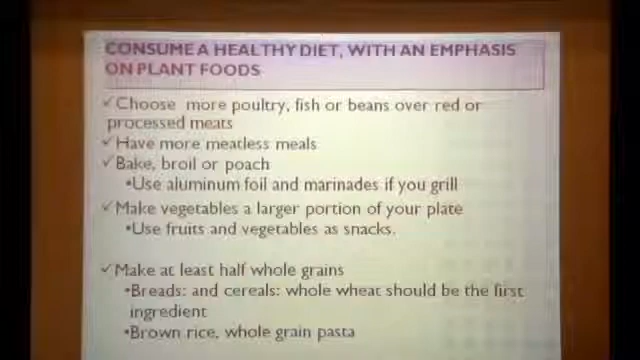 CONSUME A HEALTHY DIET, WITH AN EMPHASIS
ON PLANT FOODS
✓Choose more poultry, fish or beans over red or
processed meats
✓Have more meatless meals
✓Bake, broil or poach
•Use aluminum foil and marinades if you grill
✓Make vegetables a larger portion of your plate
•Use fruits and vegetables as snacks.
✓Make at least half whole grains
•Breads: and cereals: whole wheat should be the first
ingredient
•Brown rice, whole grain pasta